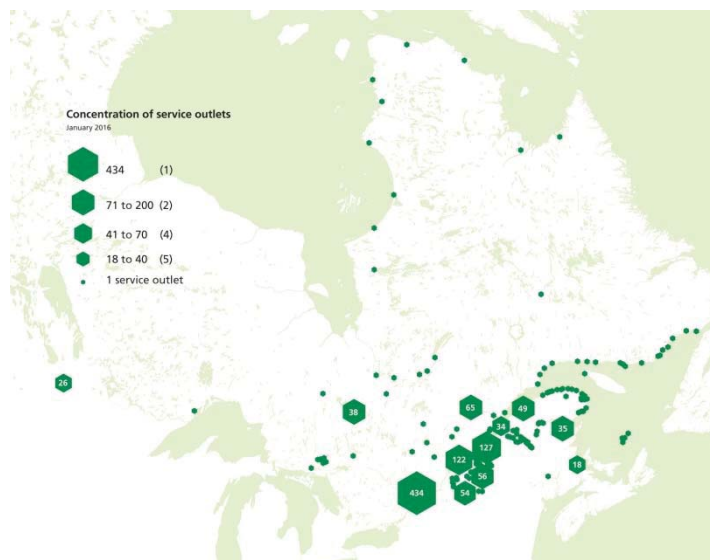 Concentration of service outlets
January 2016
434 (1)
71 to 200 (2)
41 to 70 (4)
18 to 40 (5)
1 service outlet
26
38
65
49
34
35
127
122
18
56
434
54